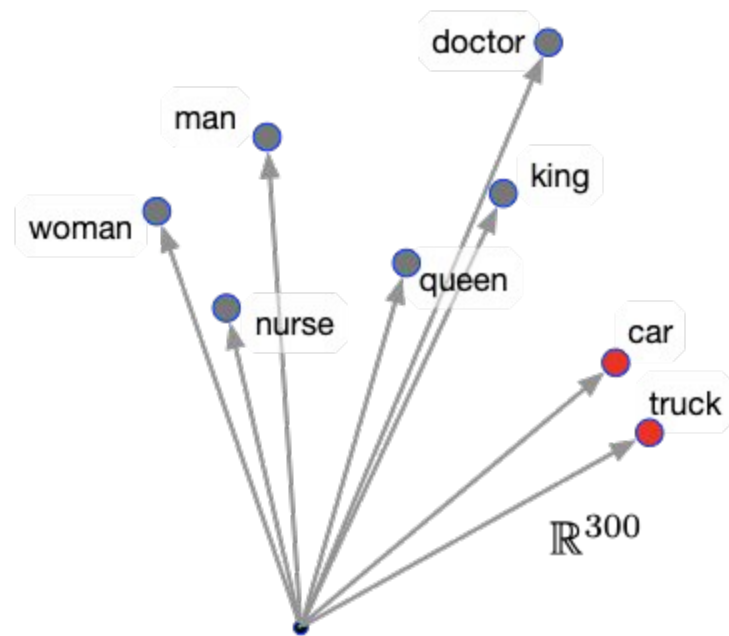 doctor
man
king
woman
queen
nurse
car
truck
ℝ³⁰⁰